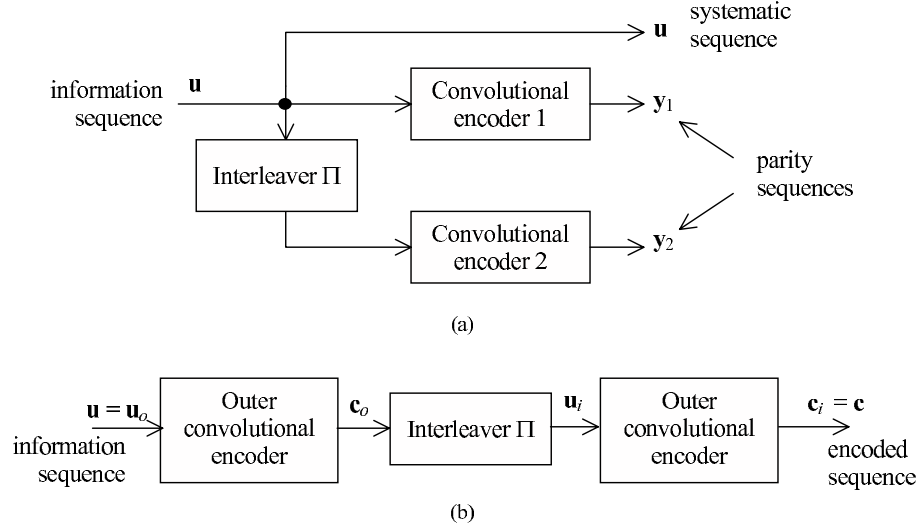 systematic
sequence
u
information
sequence
u
Convolutional
encoder 1
y1
Interleaver Π
parity
sequences
Convolutional
encoder 2
y2
(a)
u = uo
information
sequence
Outer
convolutional
encoder
co
Interleaver Π
ui
Outer
convolutional
encoder
ci = c
encoded
sequence
(b)